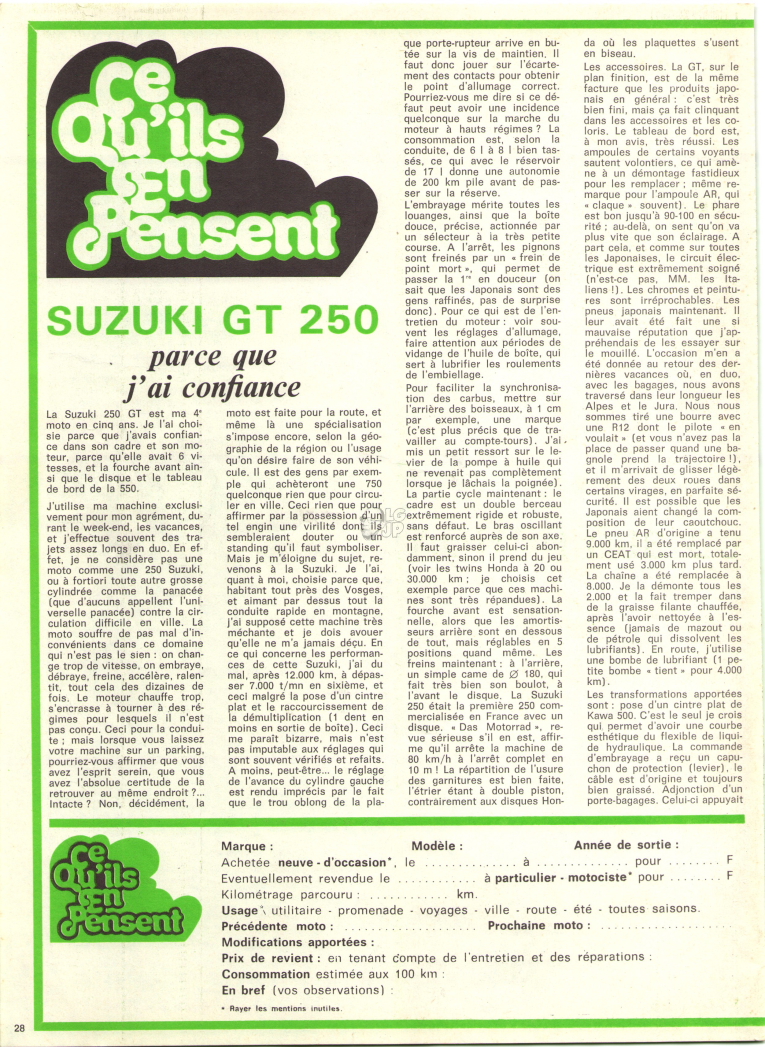 Ce
Qu'ils
En
Pensent
SUZUKI GT 250
parce que
j'ai confiance
La Suzuki 250 GT est ma 4e
moto en cinq ans. Je l'ai choi-
sie parce que j'avais confian-
ce dans son cadre et son mo-
teur, parce qu'elle avait 6 vi-
tesses, et la fourche avant ain-
si que le disque et le tableau
de bord de la 550.
J'utilise ma machine exclusi-
vement pour mon agrément, du-
rant le week-end, les vacances,
et j'effectue souvent des tra-
jets assez longs en duo. En ef-
fet, je ne considère pas une
moto comme une 250 Suzuki,
ou à fortiori toute autre grosse
cylindrée comme la panacée
(que d'aucuns appellent l'uni-
verselle panacée) contre la cir-
culation difficile en ville. La
moto souffre de pas mal d'in-
convénients dans ce domaine
qui n'est pas le sien : on chan-
ge trop de vitesse, on embraye,
débraye, freine, accélère, ralen-
tit, tout cela des dizaines de
fois. Le moteur chauffe trop,
s'encrasse à tourner à des ré-
gimes pour lesquels il n'est
pas conçu. Ceci pour la condui-
te ; mais lorsque vous laissez
votre machine sur un parking,
pourriez-vous affirmer que vous
avez l'esprit serein, que vous
avez l'absolue certitude de la
retrouver au même endroit ?...
Intacte ? Non, décidément, la
moto est faite pour la route, et
même là une spécialisation
s'impose encore, selon la géo-
graphie de la région ou l'usage
qu'on désire faire de son véhi-
cule. Il est des gens par exem-
ple qui achèteront une 750
quelconque rien que pour circu-
ler en ville. Ceci rien que pour
affirmer par la possession d'un
tel engin une virilité dont ils
sembleraient douter ou un
standing qu'il faut symboliser.
Mais je m'éloigne du sujet, re-
venons à la Suzuki. Je l'ai,
quant à moi, choisie parce que,
habitant tout près des Vosges,
et aimant par dessus tout la
conduite rapide en montagne,
j'ai supposé cette machine très
méchante et je dois avouer
qu'elle ne m'a jamais déçu. En
ce qui concerne les performan-
ces de cette Suzuki, j'ai du
mal, après 12.000 km, à dépas-
ser 7.000 t/mn en sixième, et
ceci malgré la pose d'un cintre
plat et le raccourcissement de
la démultiplication (1 dent en
moins en sortie de boîte). Ceci
me paraît bizarre, mais n'est
pas imputable aux réglages qui
sont souvent vérifiés et refaits.
A moins, peut-être... le réglage
de l'avance du cylindre gauche
est rendu imprécis par le fait
que le trou oblong de la pla-
que porte-rupteur arrive en bu-
tée sur la vis de maintien. Il
faut donc jouer sur l'écarte-
ment des contacts pour obtenir
le point d'allumage correct.
Pourriez-vous me dire si ce dé-
faut peut avoir une incidence
quelconque sur la marche du
moteur à hauts régimes ? La
consommation est, selon la
conduite, de 6 l à 8 l bien tas-
sés, ce qui avec le réservoir
de 17 l donne une autonomie
de 200 km pile avant de pas-
ser sur la réserve.
L'embrayage mérite toutes les
louanges, ainsi que la boîte
douce, précise, actionnée par
un sélecteur à la très petite
course. A l'arrêt, les pignons
sont freinés par un « frein de
point mort », qui permet de
passer la 1re en douceur (on
sait que les Japonais sont des
gens raffinés, pas de surprise
donc). Pour ce qui est de l'en-
tretien du moteur : voir sou-
vent les réglages d'allumage,
faire attention aux périodes de
vidange de l'huile de boîte, qui
sert à lubrifier les roulements
de l'embiellage.
Pour faciliter la synchronisa-
tion des carbus, mettre sur
l'arrière des boisseaux, à 1 cm
par exemple, une marque
(c'est plus précis que de tra-
vailler au compte-tours). J'ai
mis un petit ressort sur le le-
vier de la pompe à huile qui
ne revenait pas complètement
lorsque je lâchais la poignée).
La partie cycle maintenant : le
cadre est un double berceau
extrêmement rigide et robuste,
sans défaut. Le bras oscillant
est renforcé auprès de son axe.
Il faut graisser celui-ci abon-
damment, sinon il prend du jeu
(voir les twins Honda à 20 ou
30.000 km ; je choisis cet
exemple parce que ces machi-
nes sont très répandues). La
fourche avant est sensation-
nelle, alors que les amortis-
seurs arrière sont en dessous
de tout, mais réglables en 5
positions quand même. Les
freins maintenant : à l'arrière,
un simple came de Ø 180, qui
fait très bien son boulot, à
l'avant le disque. La Suzuki
250 était la première 250 com-
mercialisée en France avec un
disque. « Das Motorrad », re-
vue sérieuse s'il en est, affir-
me qu'il arrête la machine de
80 km/h à l'arrêt complet en
10 m ! La répartition de l'usure
des garnitures est bien faite,
l'étrier étant à double piston,
contrairement aux disques Hon-
da où les plaquettes s'usent
en biseau.
Les accessoires. La GT, sur le
plan finition, est de la même
facture que les produits japo-
nais en général : c'est très
bien fini, mais ça fait clinquant
dans les accessoires et les co-
loris. Le tableau de bord est,
à mon avis, très réussi. Les
ampoules de certains voyants
sautent volontiers, ce qui amè-
ne à un démontage fastidieux
pour les remplacer ; même re-
marque pour l'ampoule AR, qui
« claque » souvent). Le phare
est bon jusqu'à 90-100 en sécu-
rité ; au-delà, on sent qu'on va
plus vite que son éclairage. A
part cela, et comme sur toutes
les Japonaises, le circuit élec-
trique est extrêmement soigné
(n'est-ce pas, MM. les Ita-
liens !). Les chromes et peintu-
res sont irréprochables. Les
pneus japonais maintenant. Il
leur avait été fait une si
mauvaise réputation que j'ap-
préhendais de les essayer sur
le mouillé. L'occasion m'en a
été donnée au retour des der-
nières vacances où, en duo,
avec les bagages, nous avons
traversé dans leur longueur les
Alpes et le Jura. Nous nous
sommes tiré une bourre avec
une R12 dont le pilote « en
voulait » (et vous n'avez pas la
place de passer quand une ba-
gnole prend la trajectoire !),
et il m'arrivait de glisser légè-
rement des deux roues dans
certains virages, en parfaite sé-
curité. Il est possible que les
Japonais aient changé la com-
position de leur caoutchouc.
Le pneu AR d'origine a tenu
9.000 km, il a été remplacé par
un CEAT qui est mort, totale-
ment usé 3.000 km plus tard.
La chaîne a été remplacée à
8.000. Je la démonte tous les
2.000 et la fait tremper dans
de la graisse filante chauffée,
après l'avoir nettoyée à l'es-
sence (jamais de mazout ou
de pétrole qui dissolvent les
lubrifiants). En route, j'utilise
une bombe de lubrifiant (1 pe-
tite bombe « tient » pour 4.000
km).
Les transformations apportées
sont : pose d'un cintre plat de
Kawa 500. C'est le seul je crois
qui permet d'avoir une courbe
esthétique du flexible de liqui-
de hydraulique. La commande
d'embrayage a reçu un capu-
chon de protection (levier), le
câble est d'origine et toujours
bien graissé. Adjonction d'un
porte-bagages. Celui-ci appuyait
Ce
Qu'ils
En
Pensent
Marque : Modèle : Année de sortie :
Achetée neuve - d'occasion*, le .............. à .............. pour ........ F
Eventuellement revendue le ............ à particulier - motociste* pour ........ F
Kilométrage parcouru : ............ km.
Usage*, utilitaire - promenade - voyages - ville - route - été - toutes saisons.
Précédente moto : .................... Prochaine moto : ....................
Modifications apportées :
Prix de revient : en tenant compte de l'entretien et des réparations :
Consommation estimée aux 100 km :
En bref (vos observations) :
* Rayer les mentions inutiles.
28